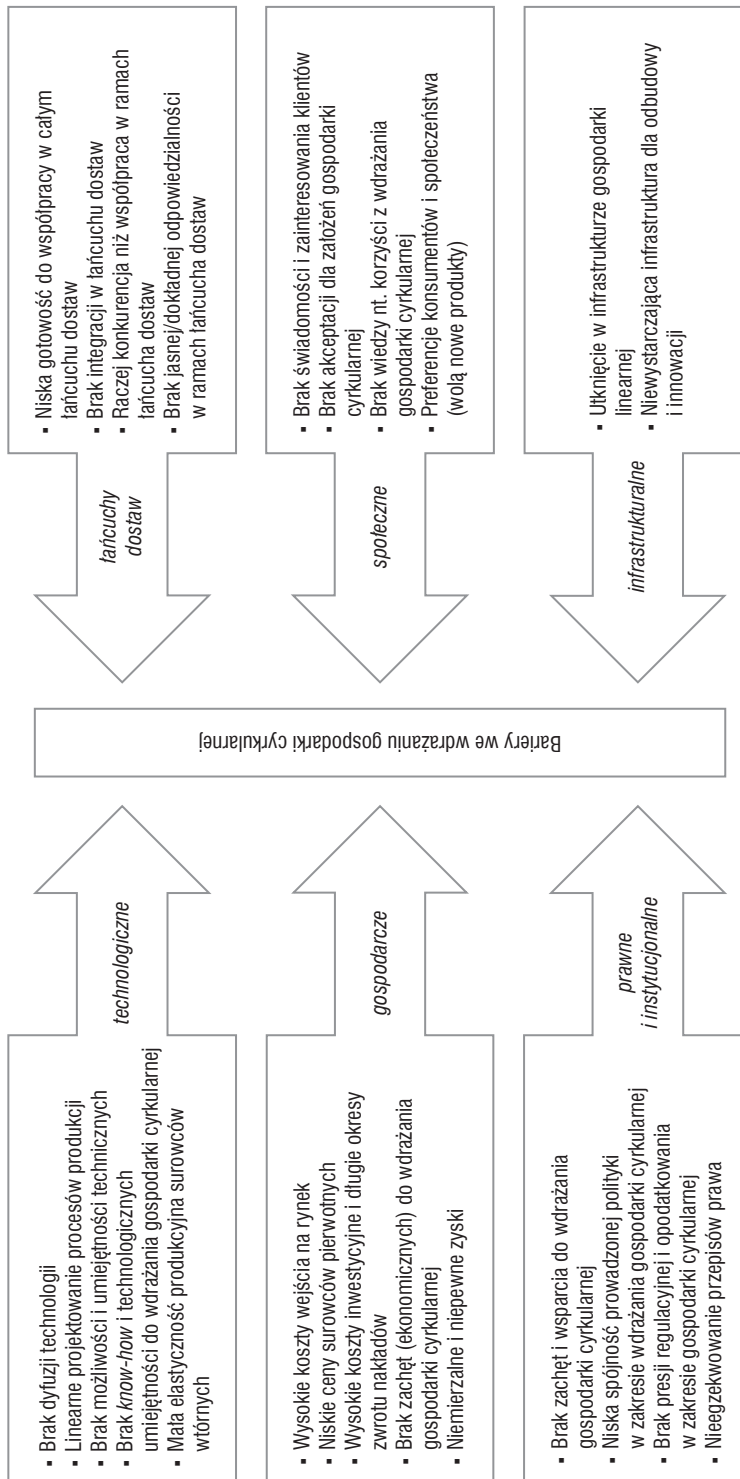 ▪ Brak dyfuzji technologii
▪ Linearne projektowanie procesów produkcji
▪ Brak możliwości i umiejętności technicznych
▪ Brak know-how i technologicznych
umiejętności do wdrażania gospodarki cyrkularnej
▪ Mała elastyczność produkcyjna surowców
wtórnych
technologiczne
łańcuchy
dostaw
▪ Niska gotowość do współpracy w całym
łańcuchu dostaw
▪ Brak integracji w łańcuchu dostaw
▪ Raczej konkurencja niż współpraca w ramach
łańcucha dostaw
▪ Brak jasnej/dokładnej odpowiedzialności
w ramach łańcucha dostaw
▪ Wysokie koszty wejścia na rynek
▪ Niskie ceny surowców pierwotnych
▪ Wysokie koszty inwestycyjne i długie okresy
zwrotu nakładów
▪ Brak zachęt (ekonomicznych) do wdrażania
gospodarki cyrkularnej
▪ Niemierzalne i niepewne zyski
gospodarcze
Bariery we wdrażaniu gospodarki cyrkularnej
społeczne
▪ Brak świadomości i zainteresowania klientów
▪ Brak akceptacji dla założeń gospodarki
cyrkularnej
▪ Brak wiedzy nt. korzyści z wdrażania
gospodarki cyrkularnej
▪ Preferencje konsumentów i społeczeństwa
(wolą nowe produkty)
▪ Brak zachęt i wsparcia do wdrażania
gospodarki cyrkularnej
▪ Niska spójność prowadzonej polityki
w zakresie wdrażania gospodarki cyrkularnej
▪ Brak presji regulacyjnej i opodatkowania
w zakresie gospodarki cyrkularnej
▪ Nieegzekwowanie przepisów prawa
prawne
i instytucjonalne
infrastrukturalne
▪ Utknięcie w infrastrukturze gospodarki
linearnej
▪ Niewystarczająca infrastruktura dla odbudowy
i innowacji